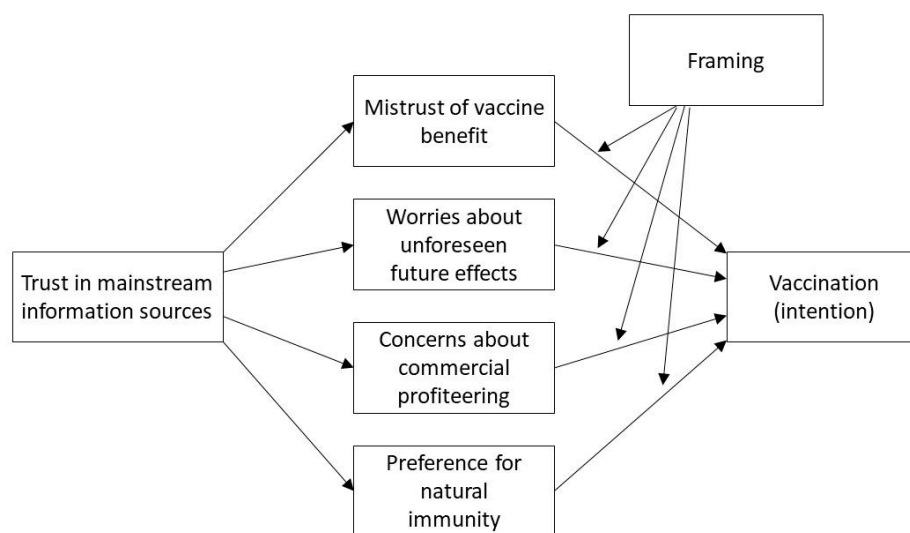 Framing
Mistrust of vaccine
benefit
Worries about
unforeseen
future effects
Trust in mainstream
information sources
Vaccination
(intention)
Concerns about
commercial
profiteering
Preference for
natural
immunity